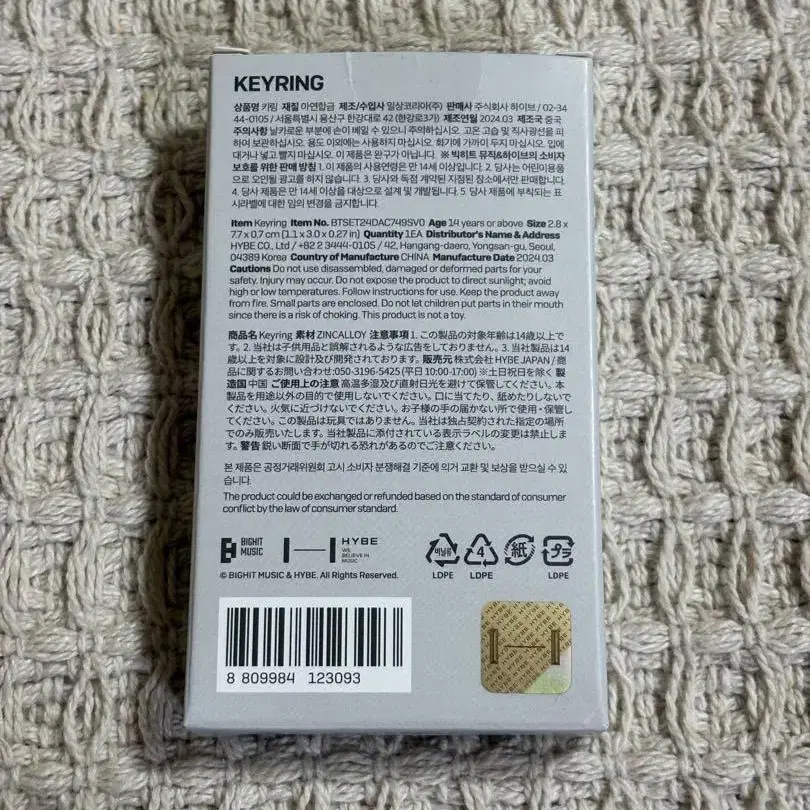 KEYRING
상품명 키링 재질 아연합금 제조/수입사 일상코리아(주) 판매사 주식회사 하이브 / 02-34
44-0105 / 서울특별시 용산구 한강대로 42 (한강로3가) 제조연월 2024.03 제조국 중국
주의사항 날카로운 부분에 손이 베일 수 있으니 주의하십시오. 고온 고습 및 직사광선을 피
하여 보관하십시오. 용도 이외에는 사용하지 마십시오. 화기에 가까이 두지 마십시오. 입에
대거나 넣고 빨지 마십시오. 이 제품은 완구가 아닙니다. ※ 빅히트 뮤직&하이브의 소비자
보호를 위한 판매 방침 1. 이 제품의 사용연령은 만 14세 이상입니다. 2. 당사는 어린이용품
으로 오인될 광고를 하지 않습니다. 3. 당사와 독점 계약된 지정된 장소에서만 판매합니다.
4. 당사 제품은 만 14세 이상을 대상으로 설계 및 개발됩니다. 5. 당사 제품에 부착되는 표
시라벨에 대한 임의 변경을 금지합니다.
Item Keyring Item No. BTSET24DAC749SV0 Age 14 years or above Size 2.8 x
7.7 x 0.7 cm (1.1 x 3.0 x 0.27 in) Quantity 1EA Distributor's Name & Address
HYBE CO., Ltd / +82 2 3444-0105 / 42, Hangang-daero, Yongsan-gu, Seoul,
04389 Korea Country of Manufacture CHINA Manufacture Date 2024.03
Cautions Do not use disassembled, damaged or deformed parts for your
safety. Injury may occur. Do not expose the product to direct sunlight; avoid
high or low temperatures. Follow instructions for use. Keep the product away
from fire. Small parts are enclosed. Do not let children put parts in their mouth
since there is a risk of choking. This product is not a toy.
商品名 Keyring 素材 ZINCALLOY 注意事項 1. この製品の対象年齢は14歳以上で
す。2. 当社は子供用品と誤解されるような広告をしておりません。3. 当社製品は14
歳以上を対象に設計及び開発されております。販売元 株式会社 HYBE JAPAN / 商
品に関するお問い合わせ:050-3196-5425 (平日 10:00-17:00) ※土日祝日を除く 製
造国 中国 ご使用上の注意 高温多湿及び直射日光を避けて保管してください。本
製品を用途以外の目的で使用しないでください。口に当てたり、舐めたりしないで
ください。火気に近づけないでください。お子様の手の届かない所で使用・保管し
てください。この製品は玩具ではありません。当社は独占契約された指定の場所
でのみ販売いたします。当社製品に添付されている表示ラベルの変更は禁止しま
す。警告 鋭い断面で手が切れる恐れがあるのでご注意ください。
본 제품은 공정거래위원회 고시 소비자 분쟁해결 기준에 의거 교환 및 보상을 받으실 수 있
습니다.
The product could be exchanged or refunded based on the standard of consumer
conflict by the law of consumer standard.
BIGHIT
MUSIC
HYBE
WE
BELIEVE IN
MUSIC
비닐류
LDPE
4
LDPE
紙
プラ
LDPE
© BIGHIT MUSIC & HYBE. All Rights Reserved.
8 809984 123093
HYBE HYBE HYBE